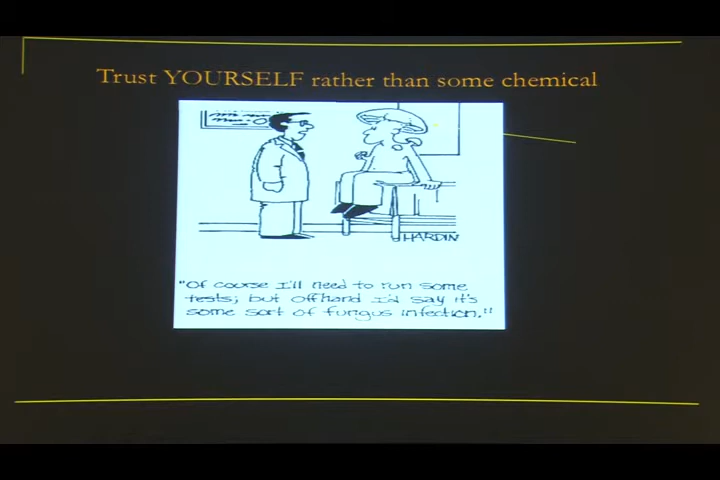 Trust YOURSELF rather than some chemical
HARDIN
"Of course I'll need to run some
tests; but offhand I'd say it's
some sort of fungus infection."